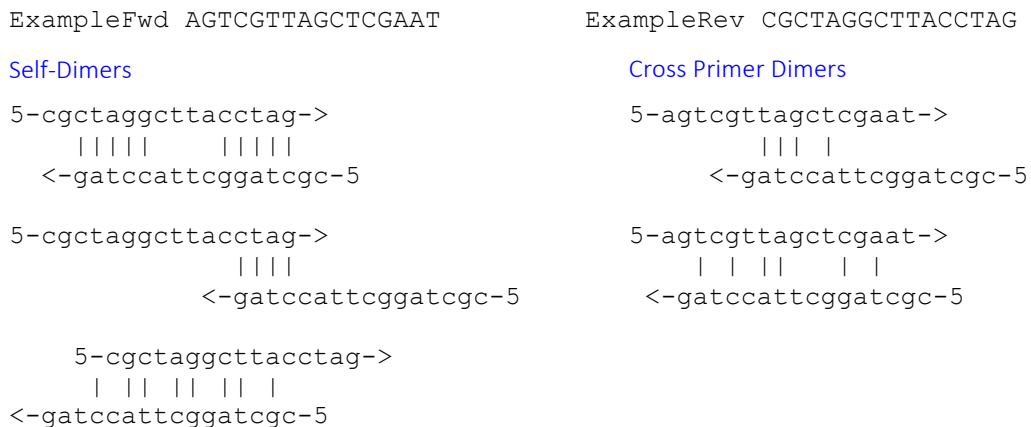 ExampleFwd AGTCGTTAGCTCGAAT ExampleRev CGCTAGGCTTACCTAG
Self-Dimers
5-cgctaggcttacctag->
||||| |||||
<-gatccattcggatcgc-5
5-cgctaggcttacctag->
||||
<-gatccattcggatcgc-5
5-cgctaggcttacctag->
| || || || |
<-gatccattcggatcgc-5
Cross Primer Dimers
5-agtcgttagctcgaat->
||| |
<-gatccattcggatcgc-5
5-agtcgttagctcgaat->
| | || | |
<-gatccattcggatcgc-5